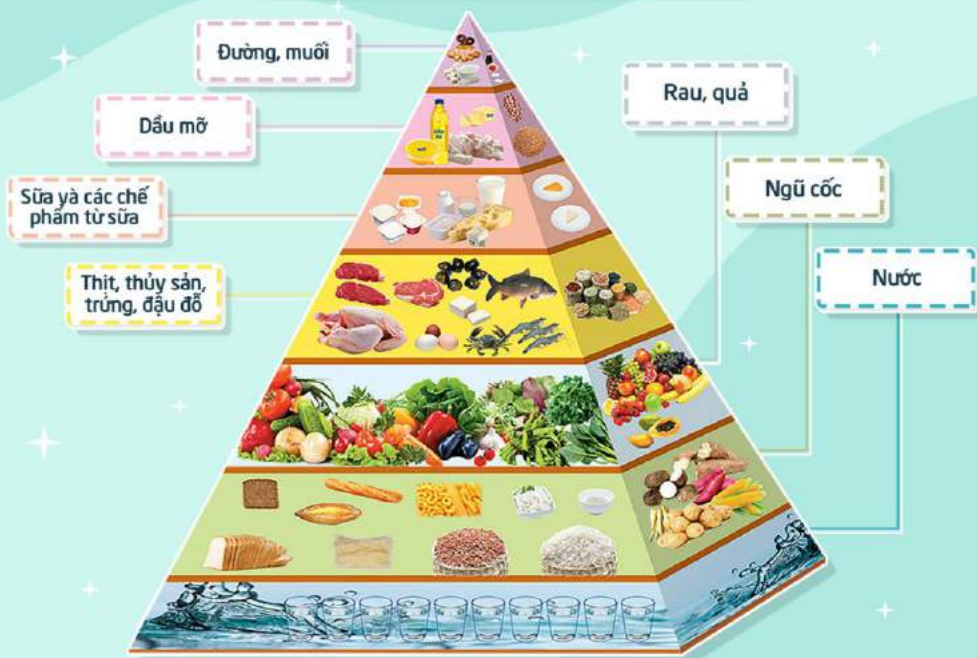 Đường, muối
Dầu mỡ
Sữa và các chế
phẩm từ sữa
Thịt, thủy sản,
trứng, đậu đỗ
Rau, quả
Ngũ cốc
Nước